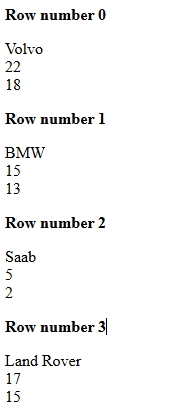 Row number 0
Volvo
22
18
Row number 1
BMW
15
13
Row number 2
Saab
5
2
Row number 3
Land Rover
17
15